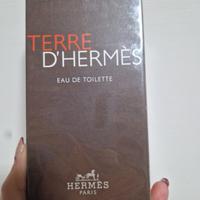 TERRE
D'HERMÈS
EAU DE TOILETTE
HERMÈS
PARIS